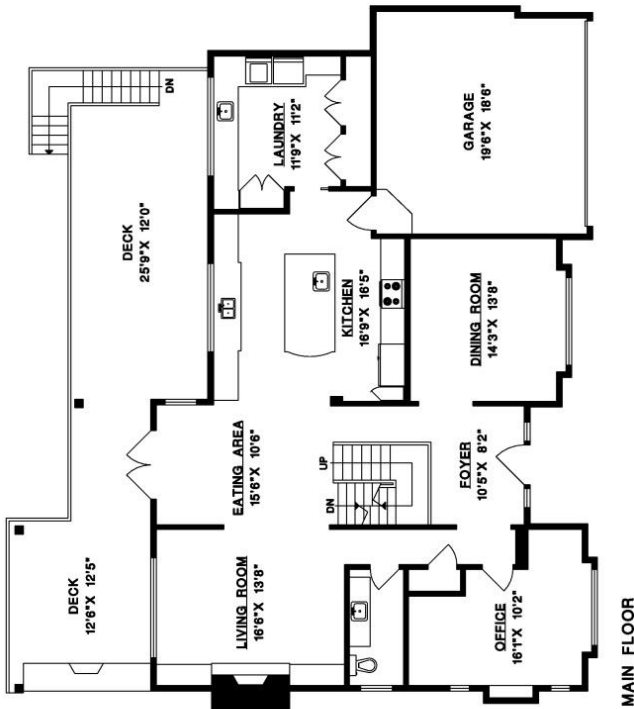 GARAGE
19'6"X 18'6"
LAUNDRY
11'9"X 11'2"
DN
DECK
25'9"X 12'0"
KITCHEN
16'9"X 16'5"
DINING ROOM
14'3"X 13'8"
EATING AREA
15'6"X 10'6"
UP
DN
FOYER
10'5"X 8'2"
DECK
12'6"X 12'5"
LIVING ROOM
16'6"X 13'8"
OFFICE
16'1"X 10'2"
MAIN FLOOR